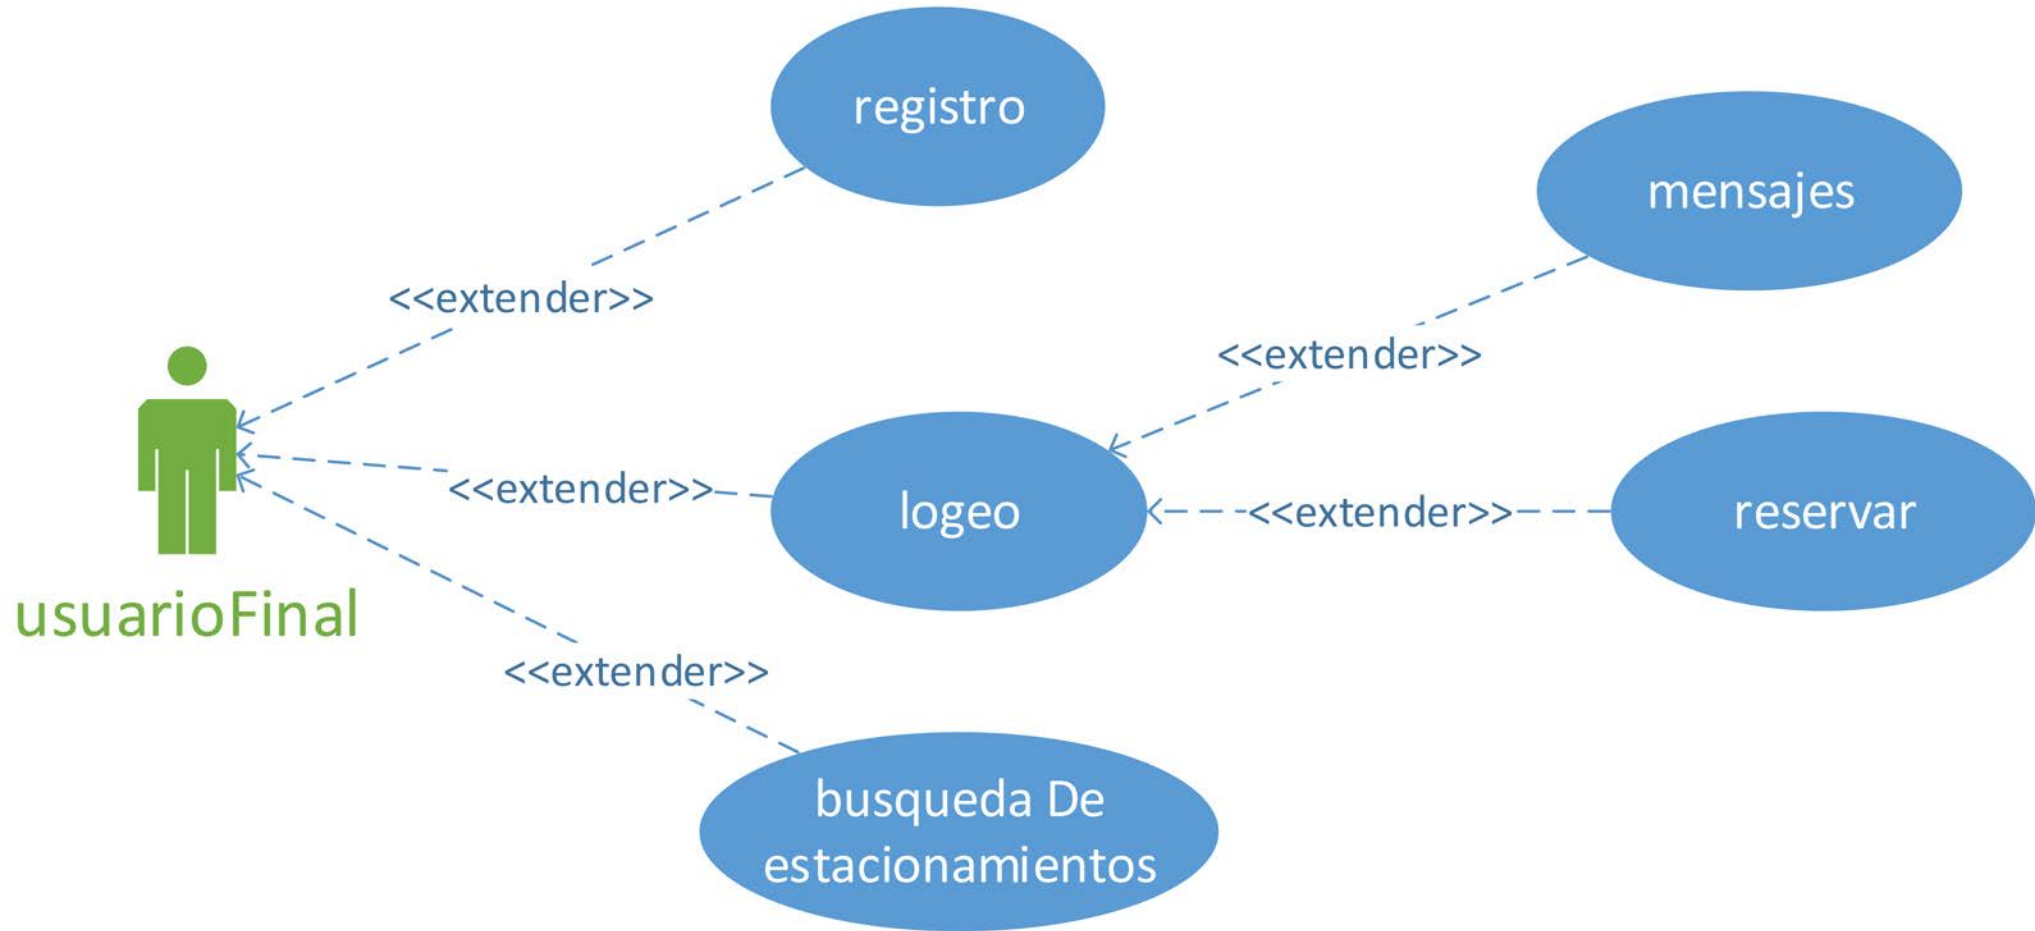 registro
mensajes
<<extender>>
<<extender>>
<<extender>>
logeo
<<extender>>
reservar
usuarioFinal
<<extender>>
busqueda De
estacionamientos